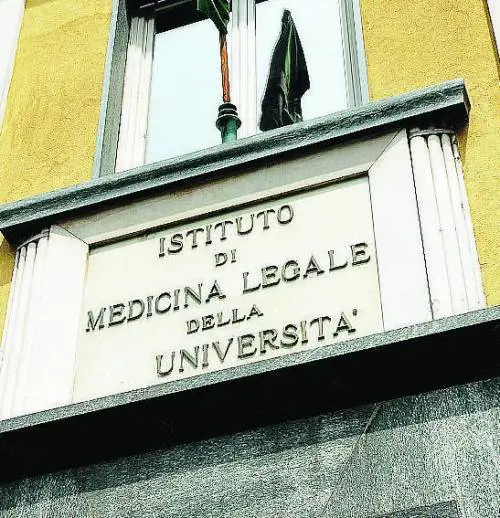 ISTITUTO
DI
MEDICINA LEGALE
DELLA
UNIVERSITA'